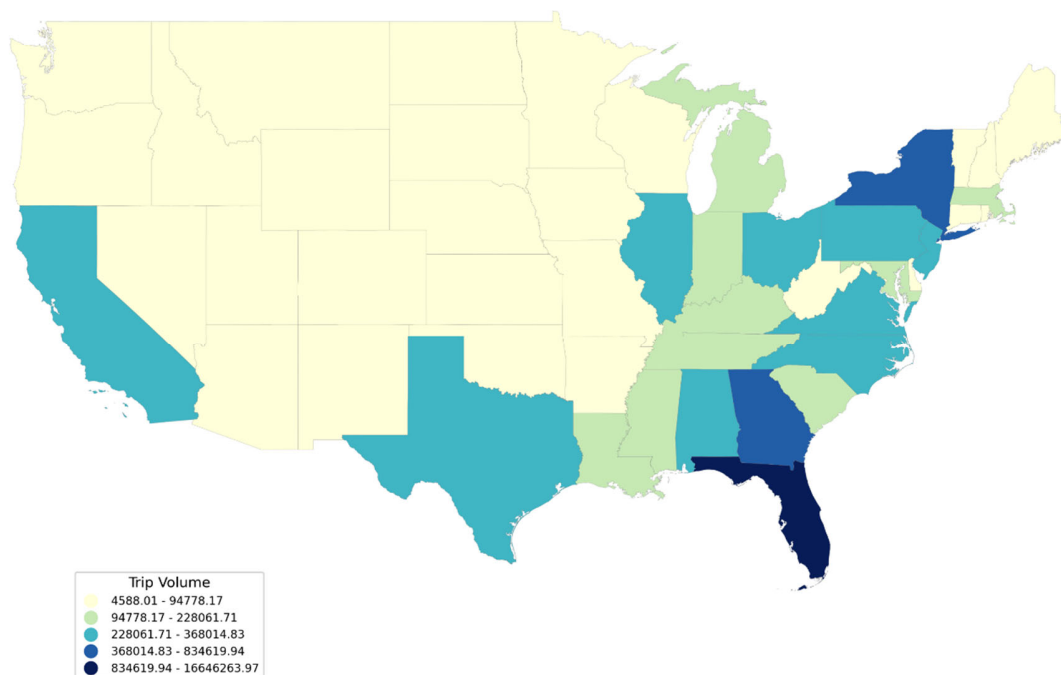 Trip Volume
4588.01 - 94778.17
94778.17 - 228061.71
228061.71 - 368014.83
368014.83 - 834619.94
834619.94 - 16646263.97